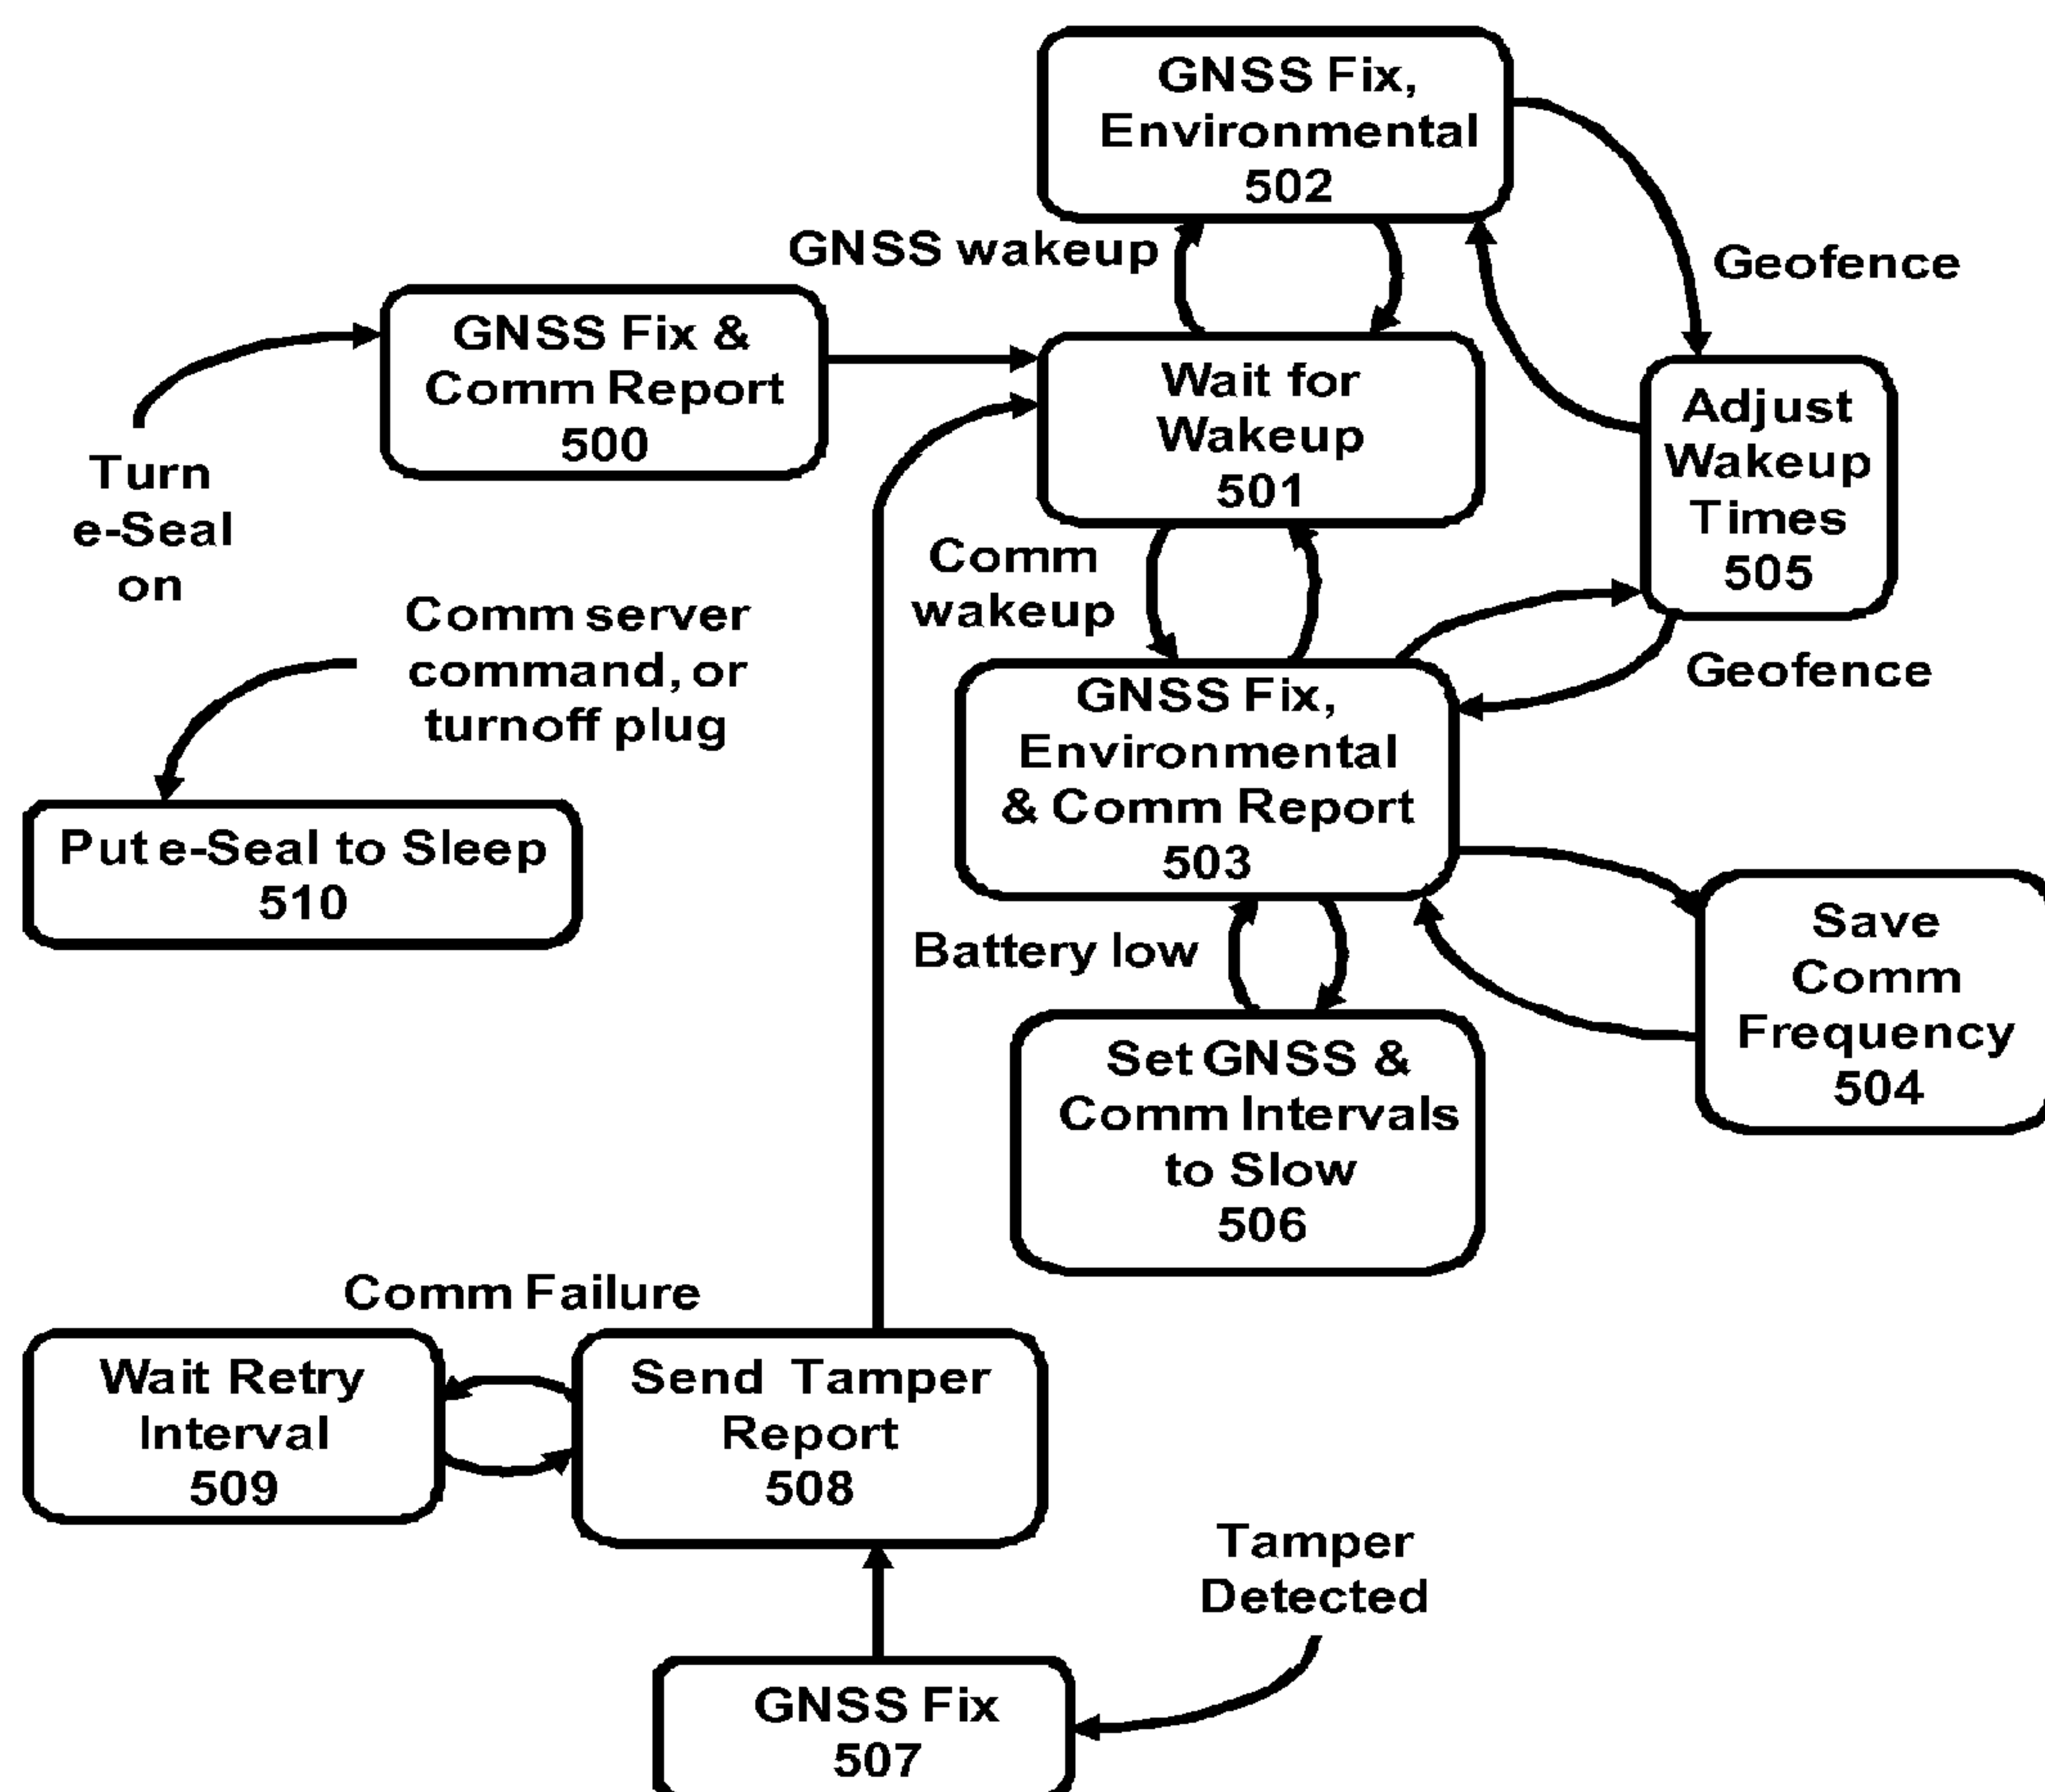 GNSS Fix,
Environmental
502
GNSS wakeup
Geofence
GNSS Fix &
Comm Report
500
Wait for
Wakeup
501
Adjust
Wakeup
Times
505
Turn
e-Seal
on
Comm
wakeup
Comm server
command, or
turnoff plug
Geofence
GNSS Fix,
Environmental
& Comm Report
503
Put e-Seal to Sleep
510
Battery low
Save
Comm
Frequency
504
Set GNSS &
Comm Intervals
to Slow
506
Comm Failure
Wait Retry
Interval
509
Send Tamper
Report
508
Tamper
Detected
GNSS Fix
507